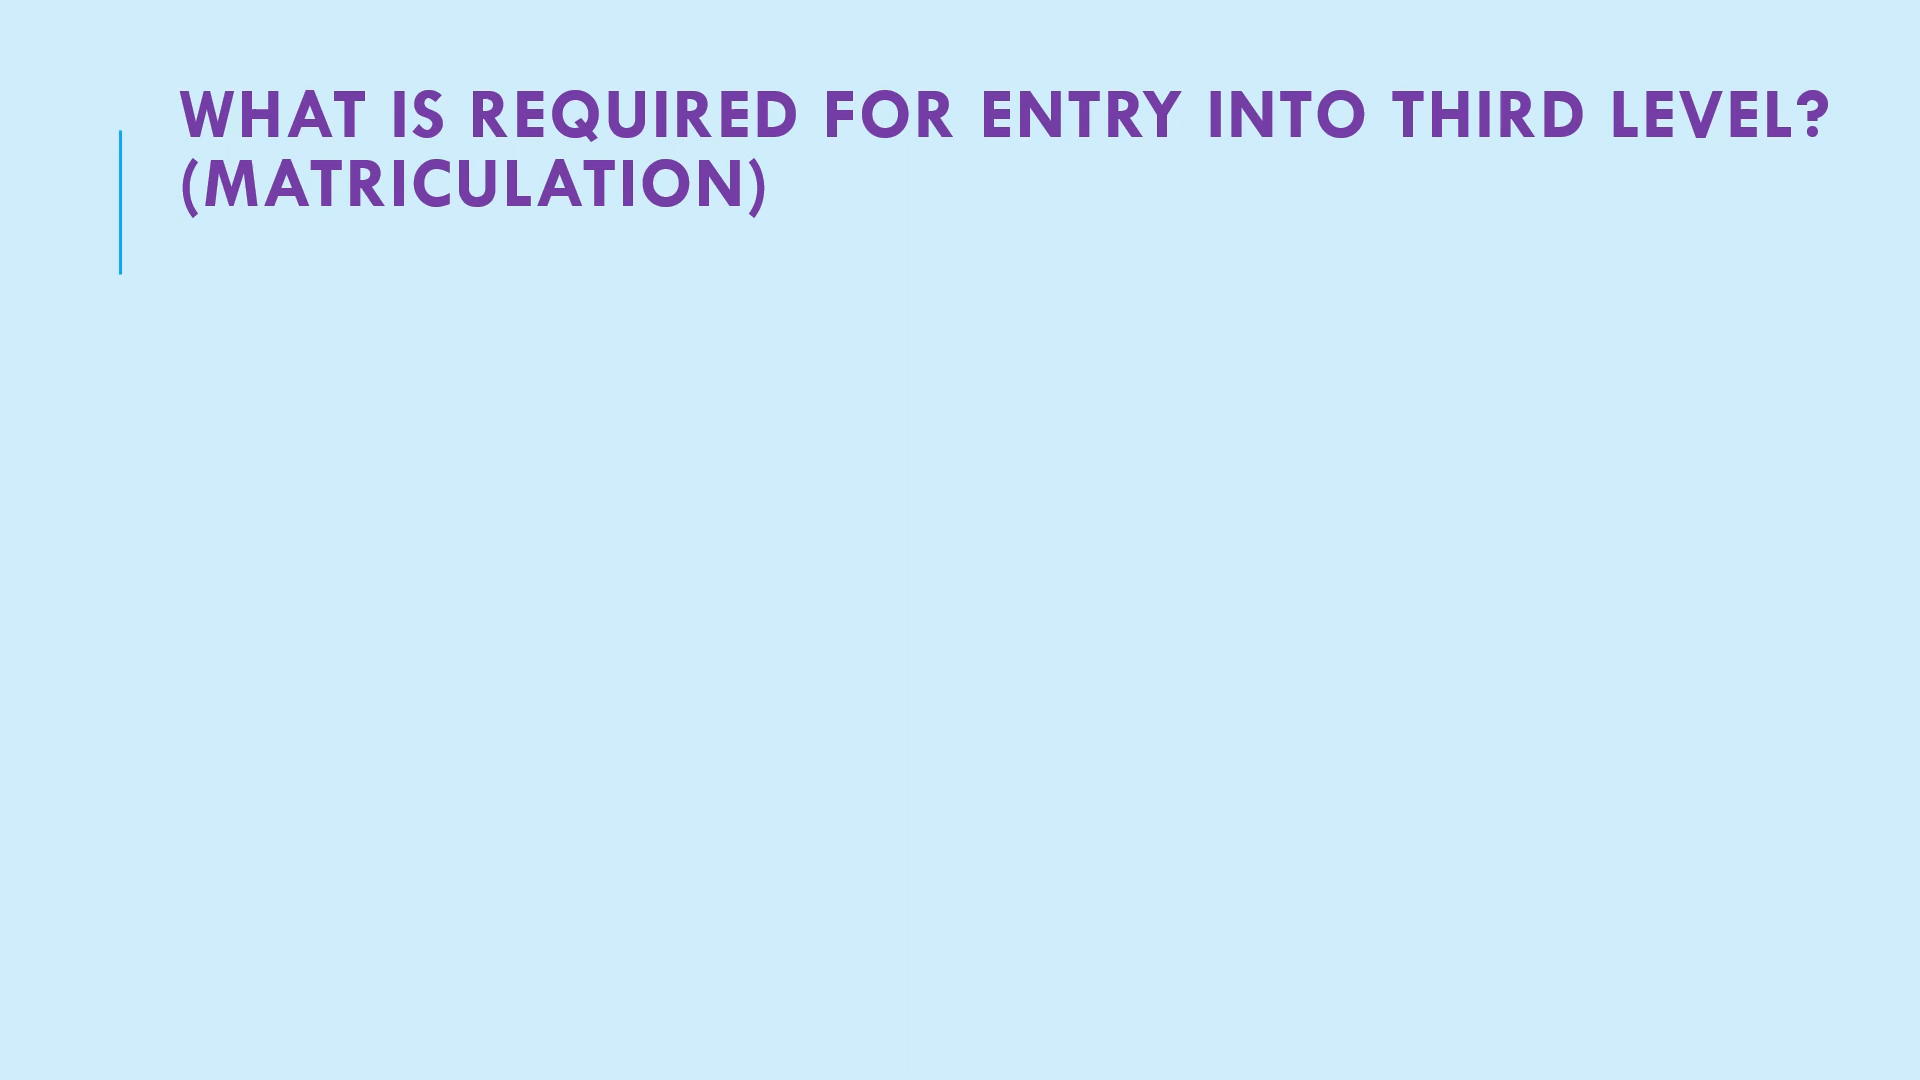 WHAT IS REQUIRED FOR ENTRY INTO THIRD LEVEL?
(MATRICULATION)